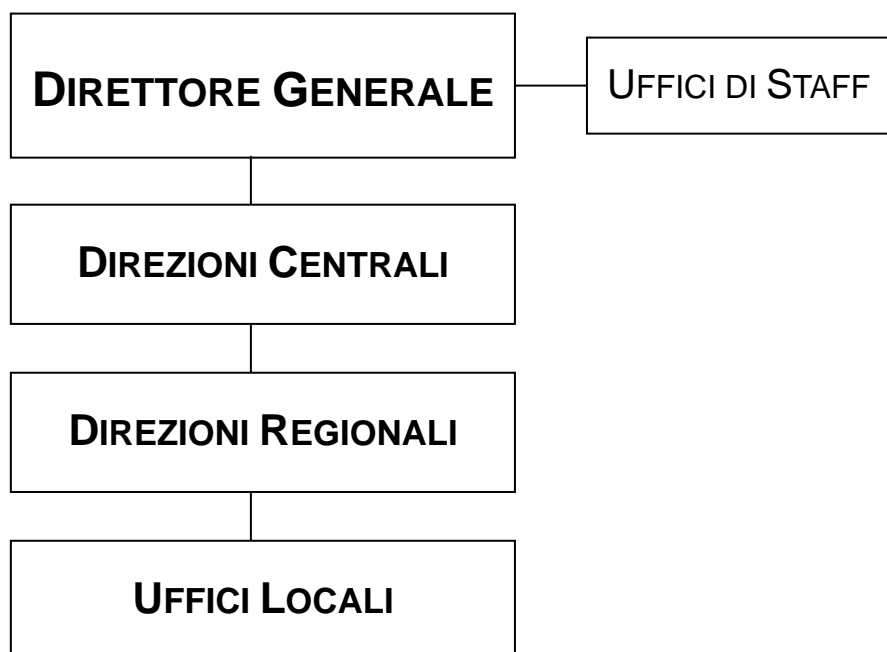 DIRETTORE GENERALE
UFFICI DI STAFF
DIREZIONI CENTRALI
DIREZIONI REGIONALI
UFFICI LOCALI